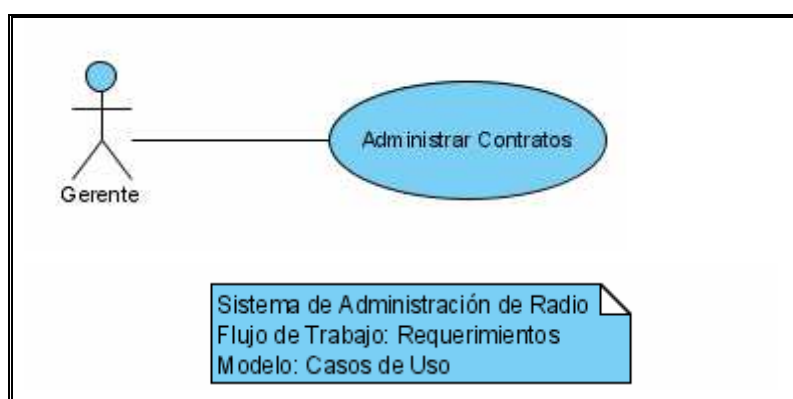 Administrar Contratos
Gerente
Sistema de Administración de Radio
Flujo de Trabajo: Requerimientos
Modelo: Casos de Uso